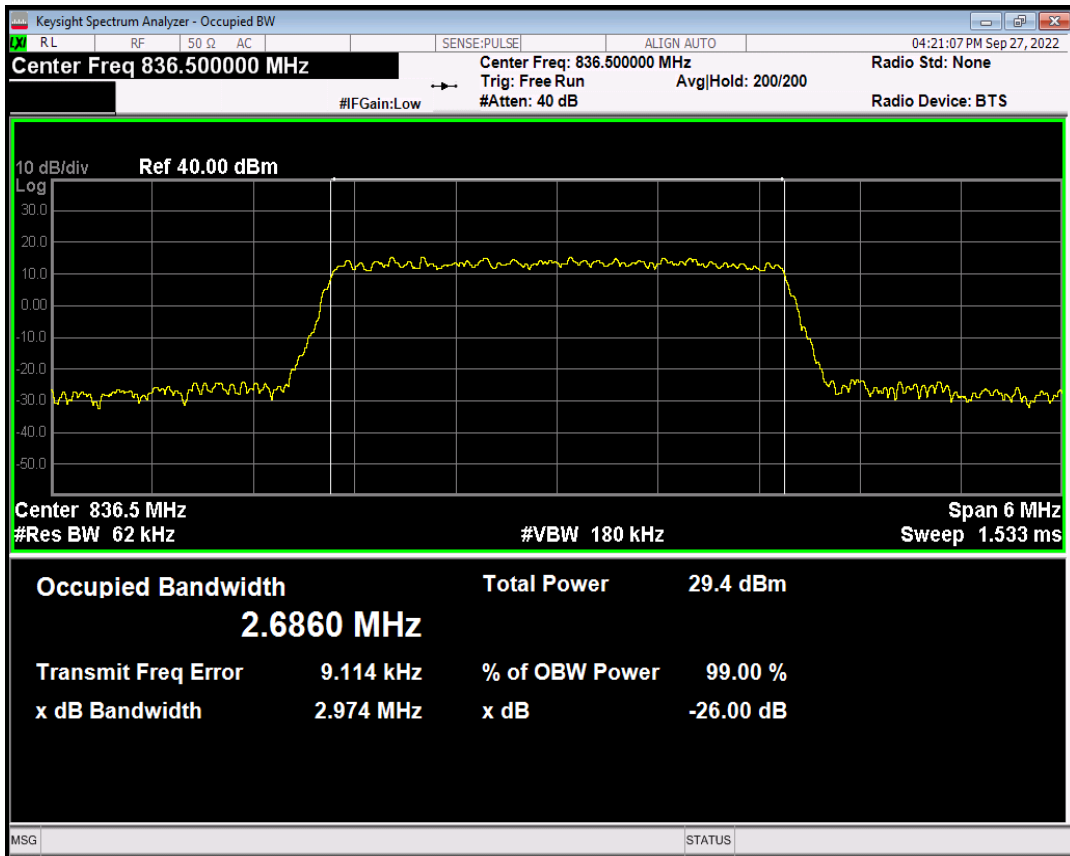 Keysight Spectrum Analyzer - Occupied BW
LXI RL RF 50 Ω AC SENSE:PULSE ALIGN AUTO 04:21:07 PM Sep 27, 2022
Center Freq 836.500000 MHz Center Freq: 836.500000 MHz Radio Std: None
Trig: Free Run Avg|Hold: 200/200
#IFGain:Low #Atten: 40 dB Radio Device: BTS
10 dB/div Ref 40.00 dBm
Log
30.0
20.0
10.0
0.00
-10.0
-20.0
-30.0
-40.0
-50.0
Center 836.5 MHz Span 6 MHz
#Res BW 62 kHz #VBW 180 kHz Sweep 1.533 ms
Occupied Bandwidth Total Power 29.4 dBm
2.6860 MHz
Transmit Freq Error 9.114 kHz % of OBW Power 99.00 %
x dB Bandwidth 2.974 MHz x dB -26.00 dB
MSG STATUS